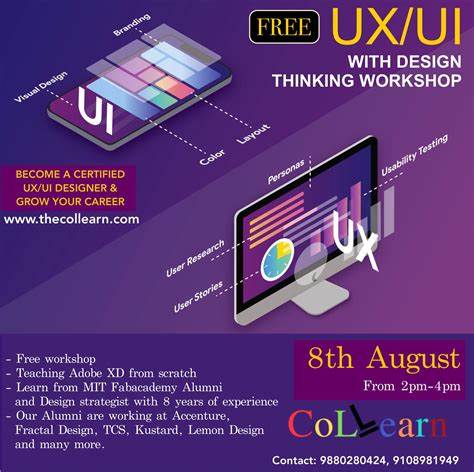 FREE
UX/UI
WITH DESIGN
THINKING WORKSHOP
Branding
Visual Design
UI
Layout
Color
BECOME A CERTIFIED
UX/UI DESIGNER &
GROW YOUR CAREER
www.thecollearn.com
Personas
Usability Testing
User Research
User Stories
UX
- Free workshop
- Teaching Adobe XD from scratch
- Learn from MIT Fabacademy Alumni
and Design strategist with 8 years of experience
- Our Alumni are working at Accenture,
Fractal Design, TCS, Kustard, Lemon Design
and many more.
8th August
From 2pm-4pm
CoLLearn
Contact: 9880280424, 9108981949